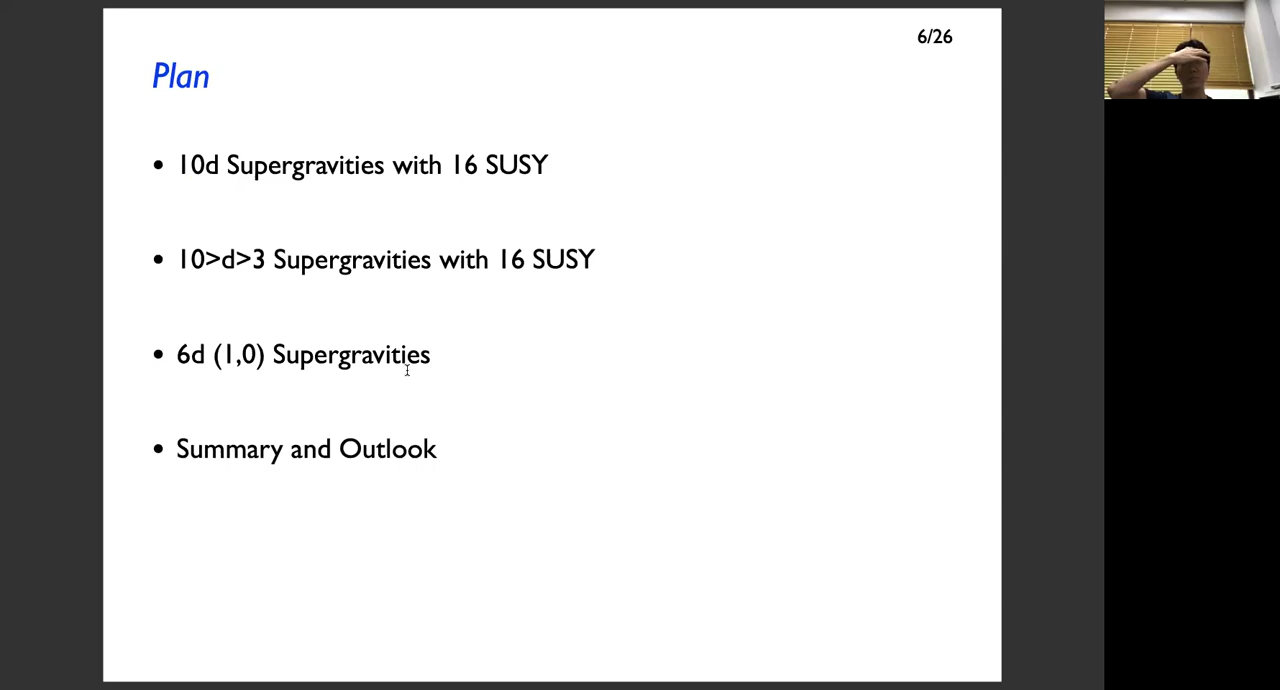 6/26
Plan
• 10d Supergravities with 16 SUSY
• 10>d>3 Supergravities with 16 SUSY
• 6d (1,0) Supergravities
• Summary and Outlook